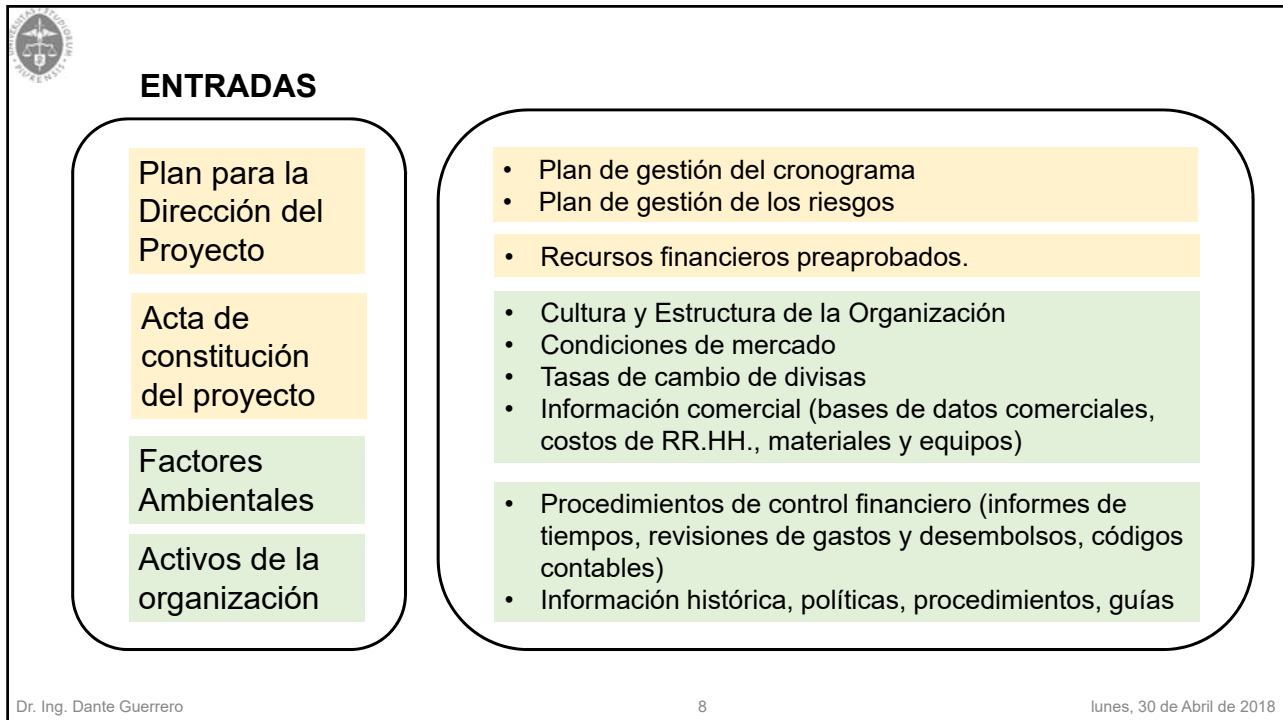 UNIVERSITAS STUDIORUM PIURENSIS
ENTRADAS
Plan para la
Dirección del
Proyecto
Acta de
constitución
del proyecto
Factores
Ambientales
Activos de la
organización
• Plan de gestión del cronograma
• Plan de gestión de los riesgos
• Recursos financieros preaprobados.
• Cultura y Estructura de la Organización
• Condiciones de mercado
• Tasas de cambio de divisas
• Información comercial (bases de datos comerciales,
costos de RR.HH., materiales y equipos)
• Procedimientos de control financiero (informes de
tiempos, revisiones de gastos y desembolsos, códigos
contables)
• Información histórica, políticas, procedimientos, guías
Dr. Ing. Dante Guerrero
8
lunes, 30 de Abril de 2018